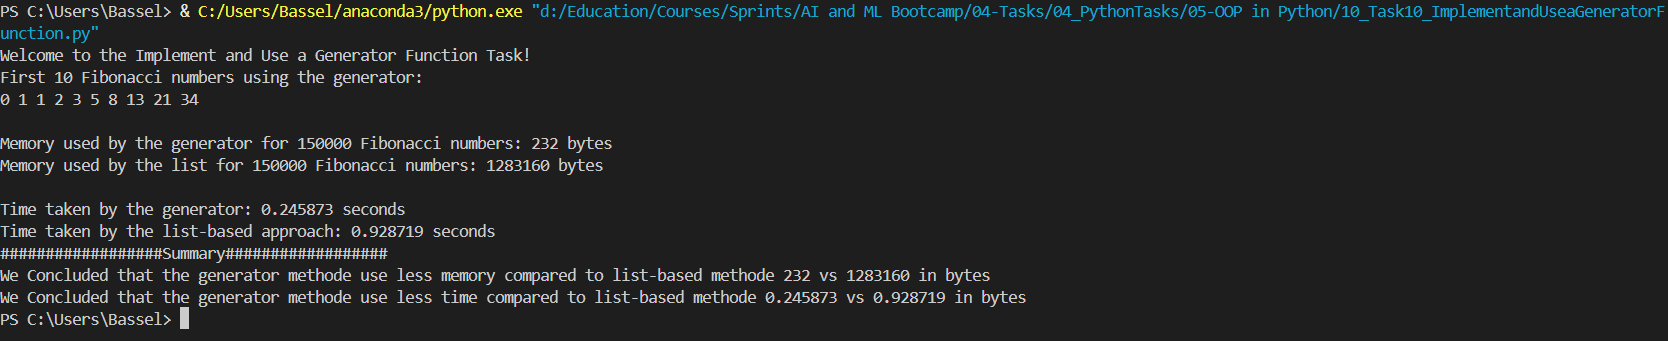 PS C:\Users\Bassel> & C:/Users/Bassel/anaconda3/python.exe "d:/Education/Courses/Sprints/AI and ML Bootcamp/04-Tasks/04_PythonTasks/05-OOP in Python/10_Task10_ImplementandUseaGeneratorF
unction.py"
Welcome to the Implement and Use a Generator Function Task!
First 10 Fibonacci numbers using the generator:
0 1 1 2 3 5 8 13 21 34
Memory used by the generator for 150000 Fibonacci numbers: 232 bytes
Memory used by the list for 150000 Fibonacci numbers: 1283160 bytes
Time taken by the generator: 0.245873 seconds
Time taken by the list-based approach: 0.928719 seconds
##################Summary##################
We Concluded that the generator methode use less memory compared to list-based methode 232 vs 1283160 in bytes
We Concluded that the generator methode use less time compared to list-based methode 0.245873 vs 0.928719 in bytes
PS C:\Users\Bassel>